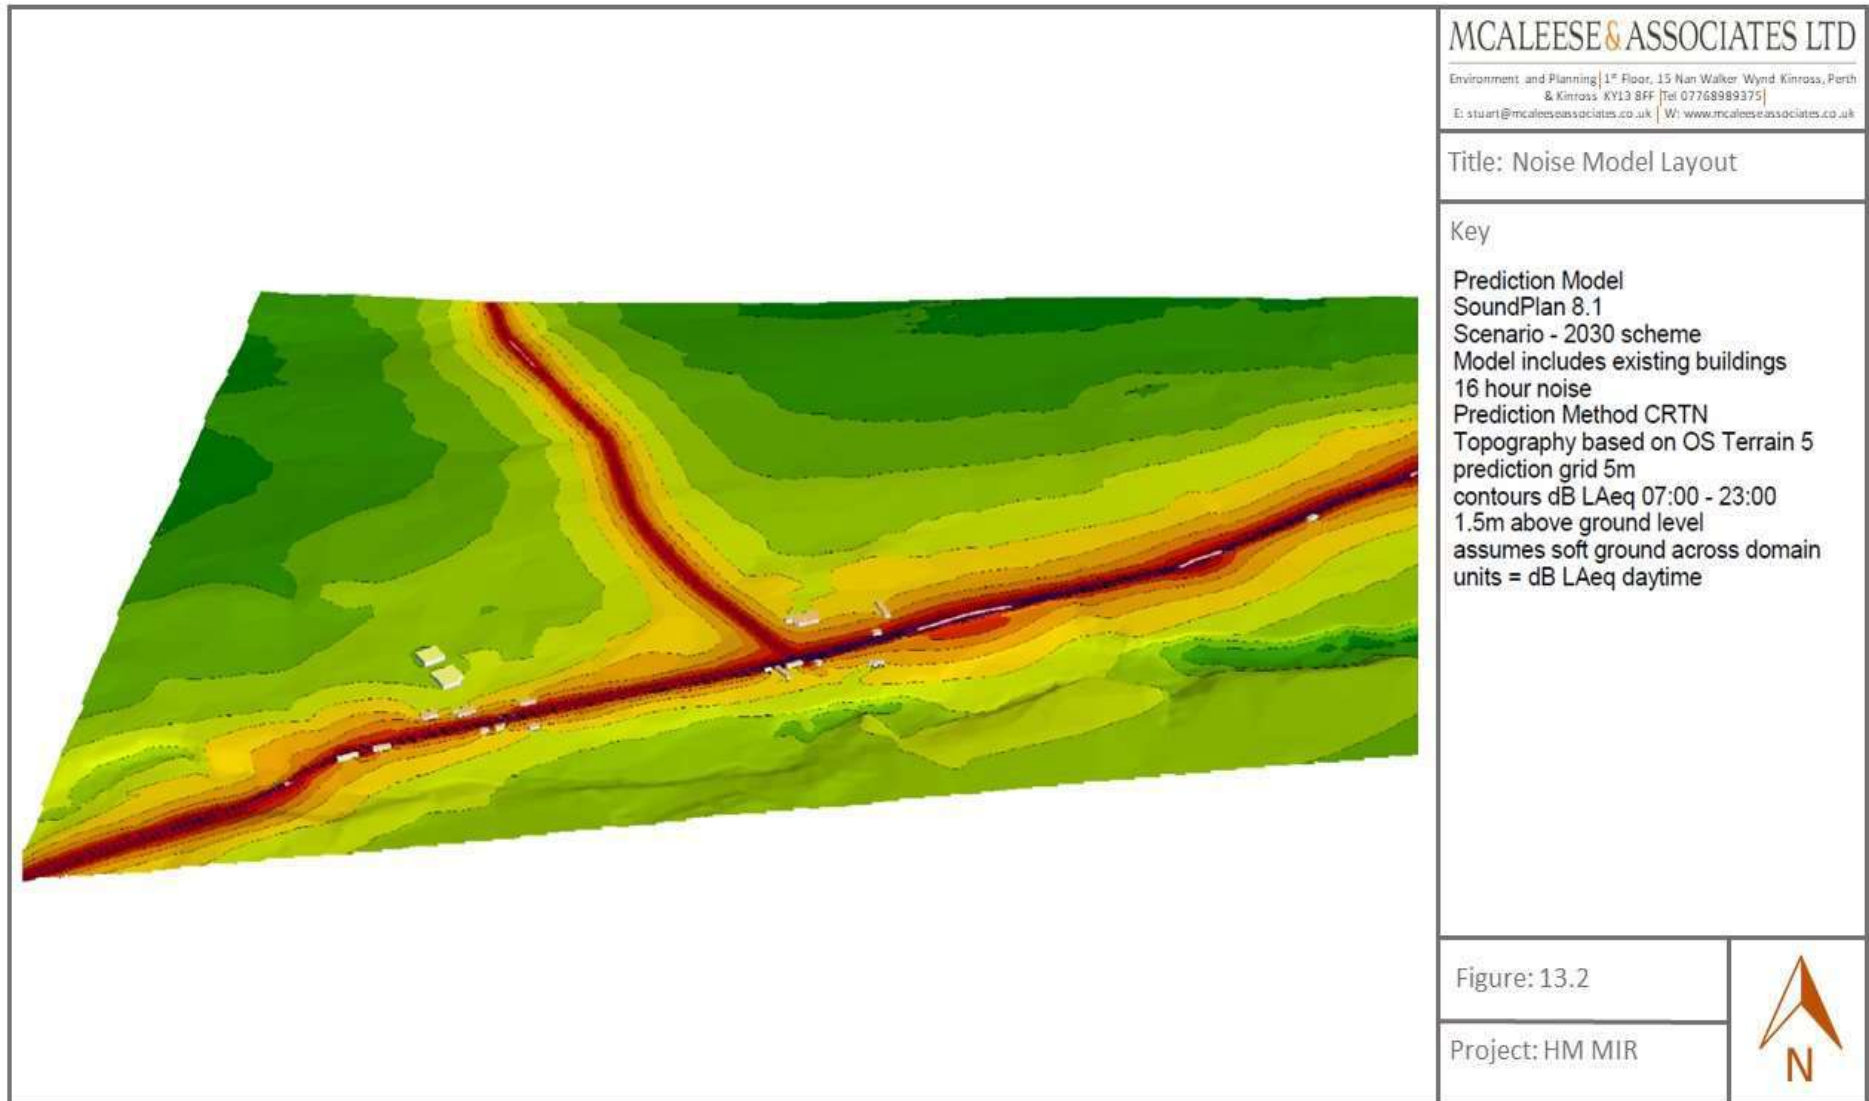 MCALEESE & ASSOCIATES LTD
Environment and Planning | 1st Floor, 15 Nan Walker Wynd Kinross, Perth
& Kinross KY13 8FF | Tel 07768989375 |
E: stuart@mcaleeseassociates.co.uk | W: www.mcaleeseassociates.co.uk
Title: Noise Model Layout
Key
Prediction Model
SoundPlan 8.1
Scenario - 2030 scheme
Model includes existing buildings
16 hour noise
Prediction Method CRTN
Topography based on OS Terrain 5
prediction grid 5m
contours dB LAeq 07:00 - 23:00
1.5m above ground level
assumes soft ground across domain
units = dB LAeq daytime
Figure: 13.2
Project: HM MIR
N